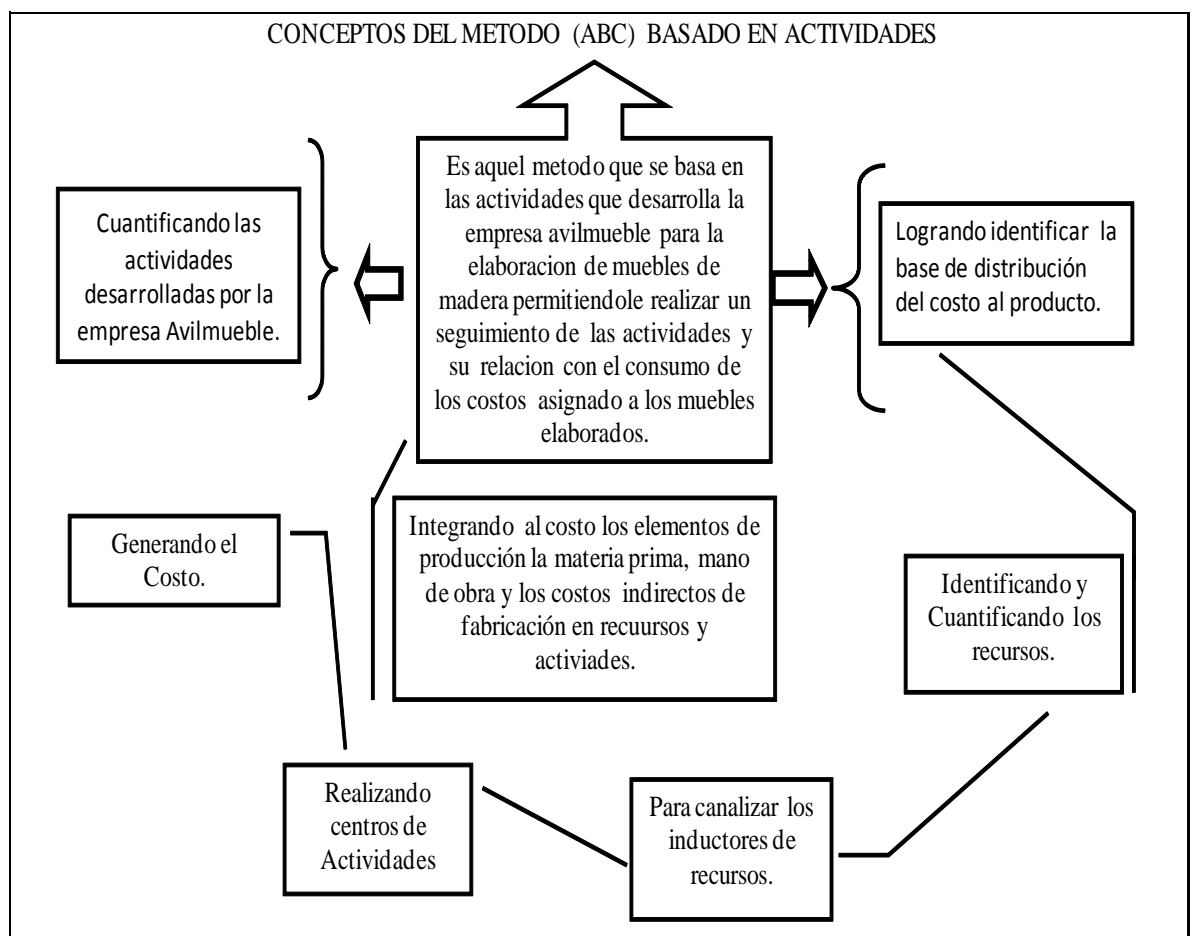 CONCEPTOS DEL METODO (ABC) BASADO EN ACTIVIDADES
Es aquel metodo que se basa en
las actividades que desarrolla la
empresa avilmueble para la
elaboracion de muebles de
madera permitiendole realizar un
seguimiento de las actividades y
su relacion con el consumo de
los costos asignado a los muebles
elaborados.
Cuantificando las
actividades
desarrolladas por la
empresa Avilmueble.
Logrando identificar la
base de distribución
del costo al producto.
Generando el
Costo.
Integrando al costo los elementos de
producción la materia prima, mano
de obra y los costos indirectos de
fabricación en recuursos y
activiades.
Identificando y
Cuantificando los
recursos.
Realizando
centros de
Actividades
Para canalizar los
inductores de
recursos.